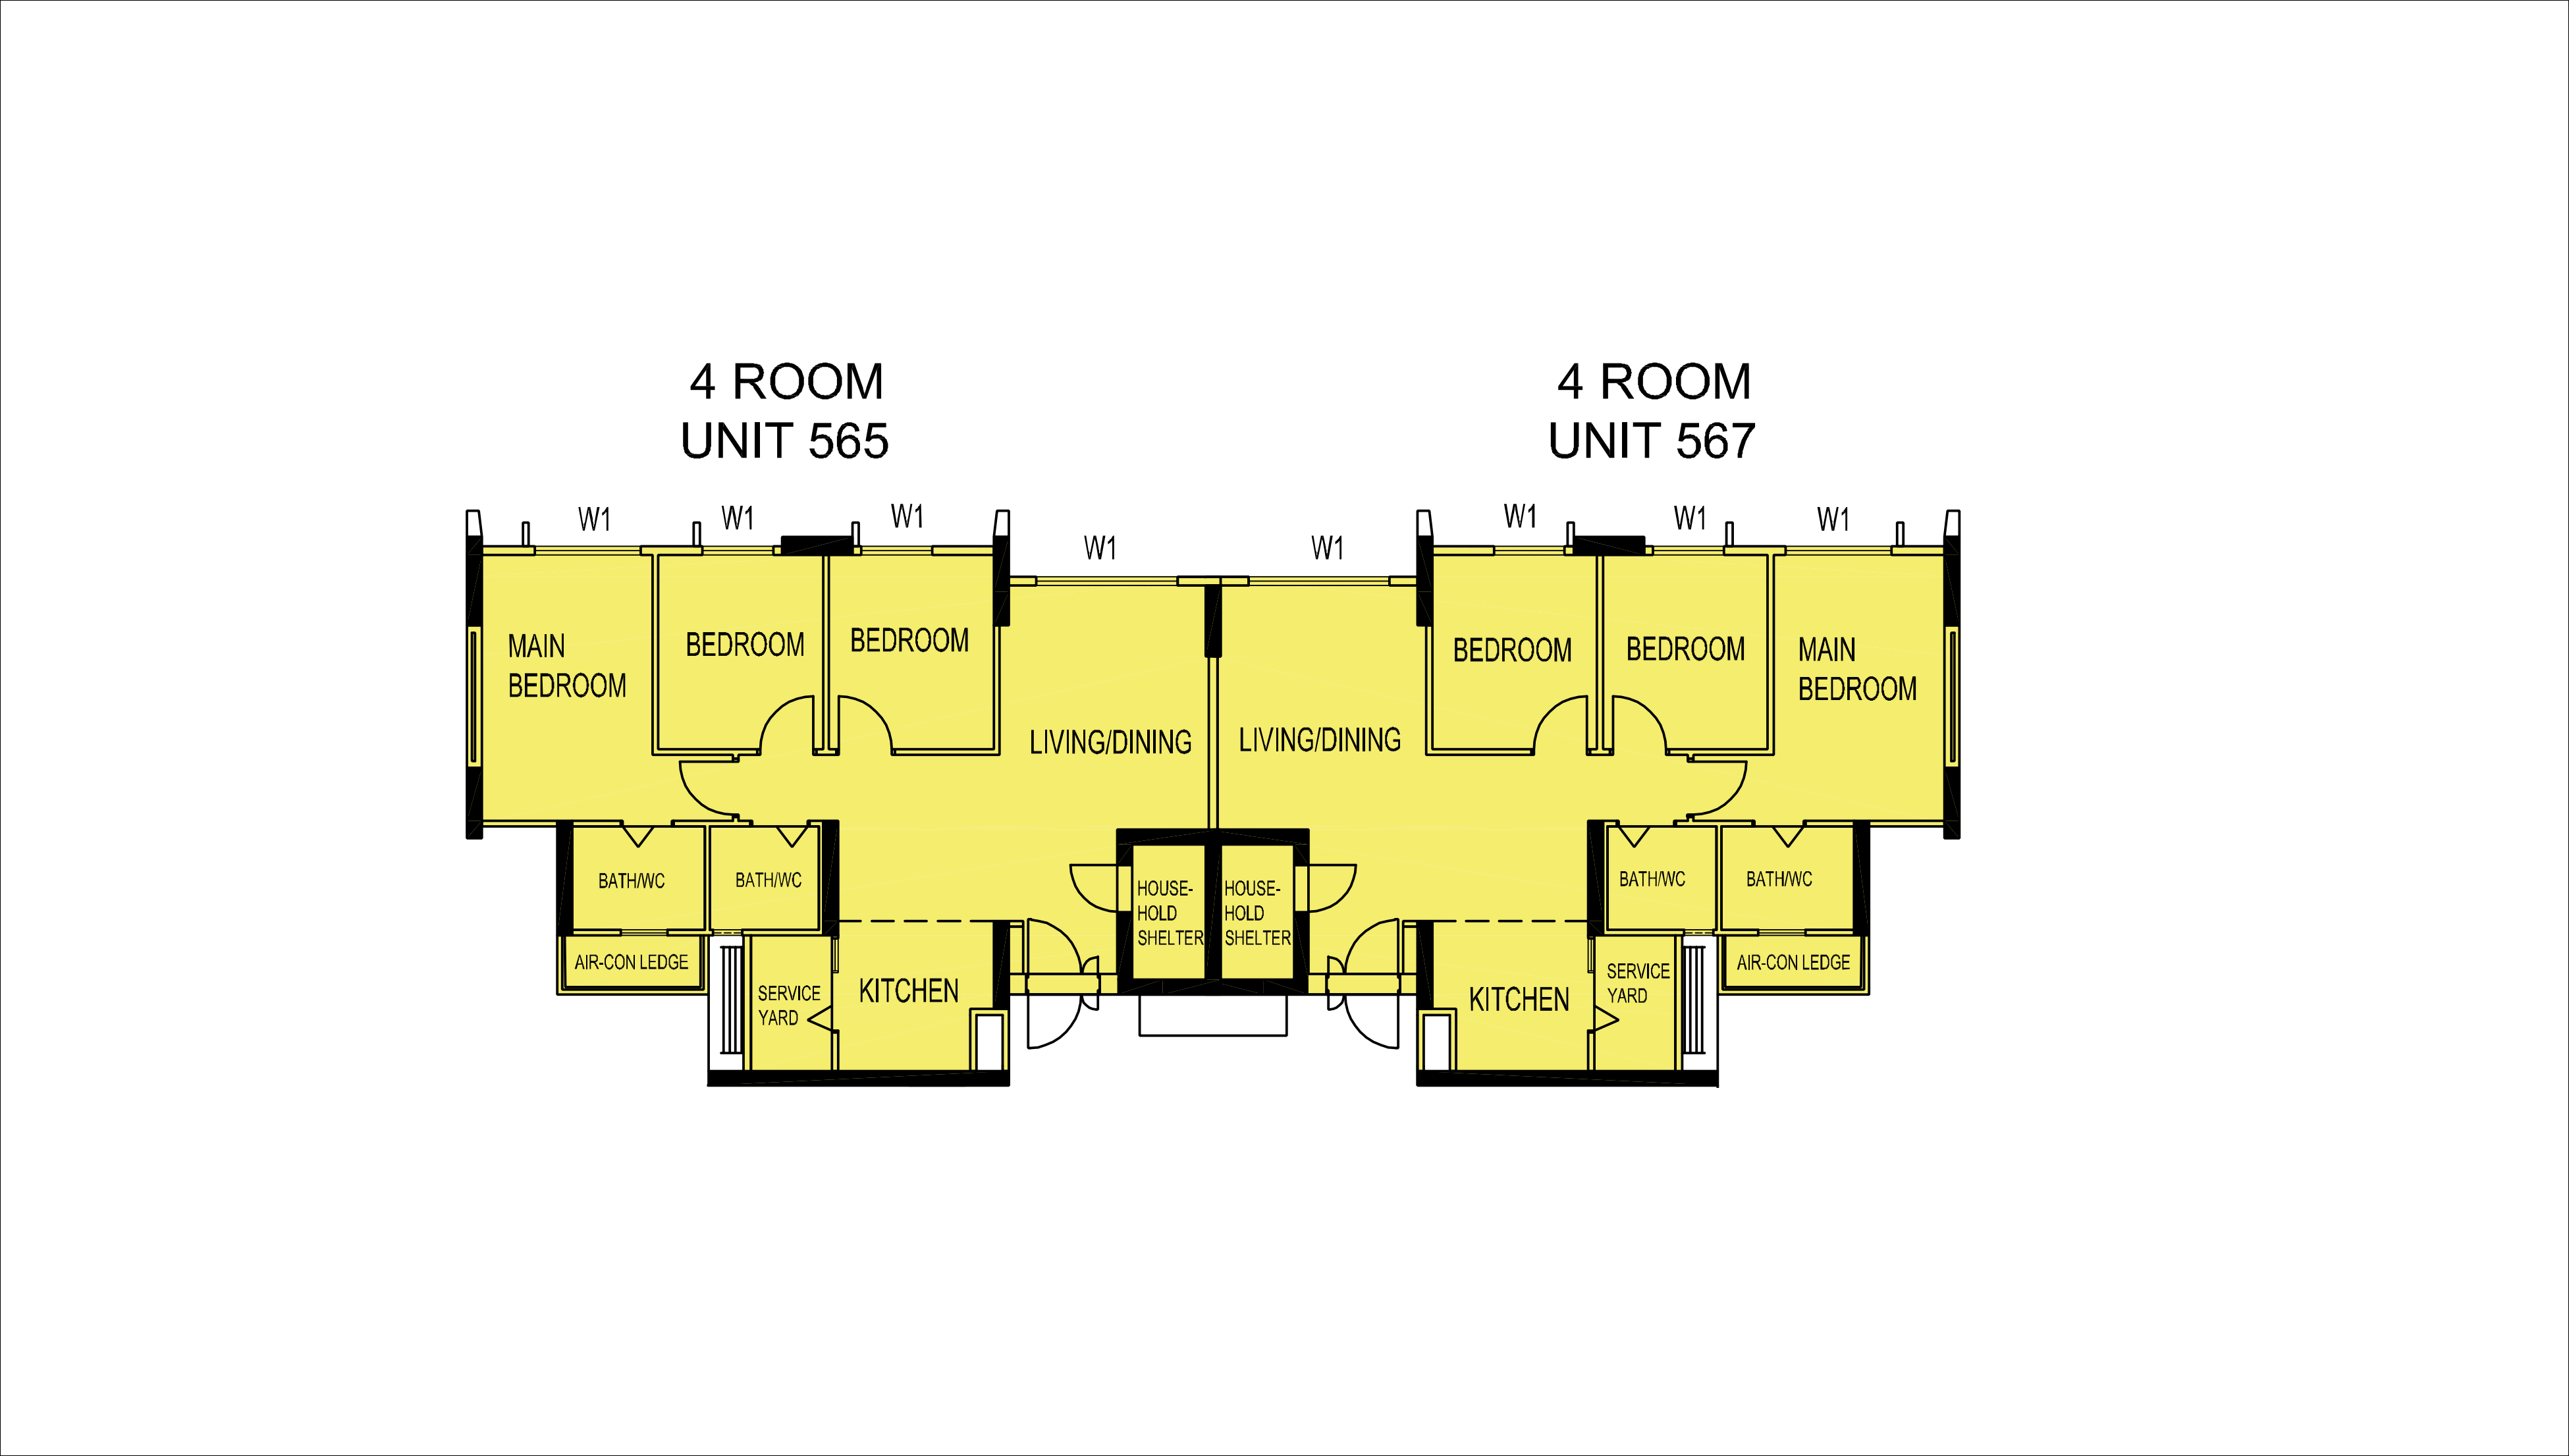 4 ROOM
UNIT 565
4 ROOM
UNIT 567
W1
W1
W1
W1
W1
W1
W1
W1
MAIN
BEDROOM
BEDROOM
BEDROOM
LIVING/DINING
LIVING/DINING
BEDROOM
BEDROOM
MAIN
BEDROOM
BATH/WC
BATH/WC
HOUSE-
HOLD
SHELTER
HOUSE-
HOLD
SHELTER
BATH/WC
BATH/WC
AIR-CON LEDGE
SERVICE
YARD
KITCHEN
KITCHEN
SERVICE
YARD
AIR-CON LEDGE